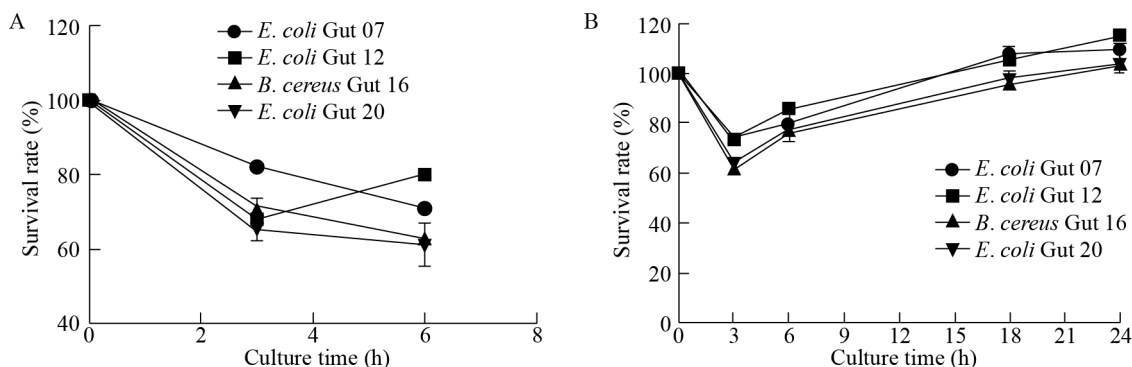 A
120
100
80
60
40
0
2
4
6
8
Survival rate (%)
Culture time (h)
E. coli Gut 07
E. coli Gut 12
B. cereus Gut 16
E. coli Gut 20
B
120
100
80
60
40
20
0
0
3
6
9
12
15
18
21
24
Survival rate (%)
Culture time (h)
E. coli Gut 07
E. coli Gut 12
B. cereus Gut 16
E. coli Gut 20